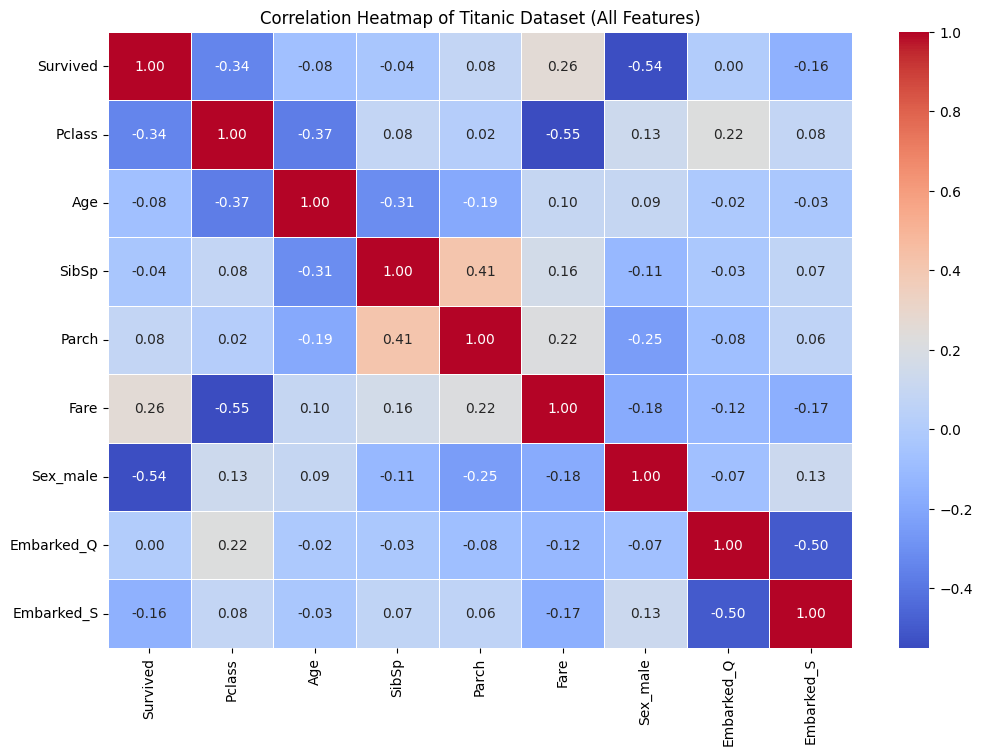 Correlation Heatmap of Titanic Dataset (All Features)
Survived 1.00 -0.34 -0.08 -0.04 0.08 0.26 -0.54 0.00 -0.16
Pclass -0.34 1.00 -0.37 0.08 0.02 -0.55 0.13 0.22 0.08
Age -0.08 -0.37 1.00 -0.31 -0.19 0.10 0.09 -0.02 -0.03
SibSp -0.04 0.08 -0.31 1.00 0.41 0.16 -0.11 -0.03 0.07
Parch 0.08 0.02 -0.19 0.41 1.00 0.22 -0.25 -0.08 0.06
Fare 0.26 -0.55 0.10 0.16 0.22 1.00 -0.18 -0.12 -0.17
Sex_male -0.54 0.13 0.09 -0.11 -0.25 -0.18 1.00 -0.07 0.13
Embarked_Q 0.00 0.22 -0.02 -0.03 -0.08 -0.12 -0.07 1.00 -0.50
Embarked_S -0.16 0.08 -0.03 0.07 0.06 -0.17 0.13 -0.50 1.00
Survived Pclass Age SibSp Parch Fare Sex_male Embarked_Q Embarked_S
1.0
0.8
0.6
0.4
0.2
0.0
-0.2
-0.4